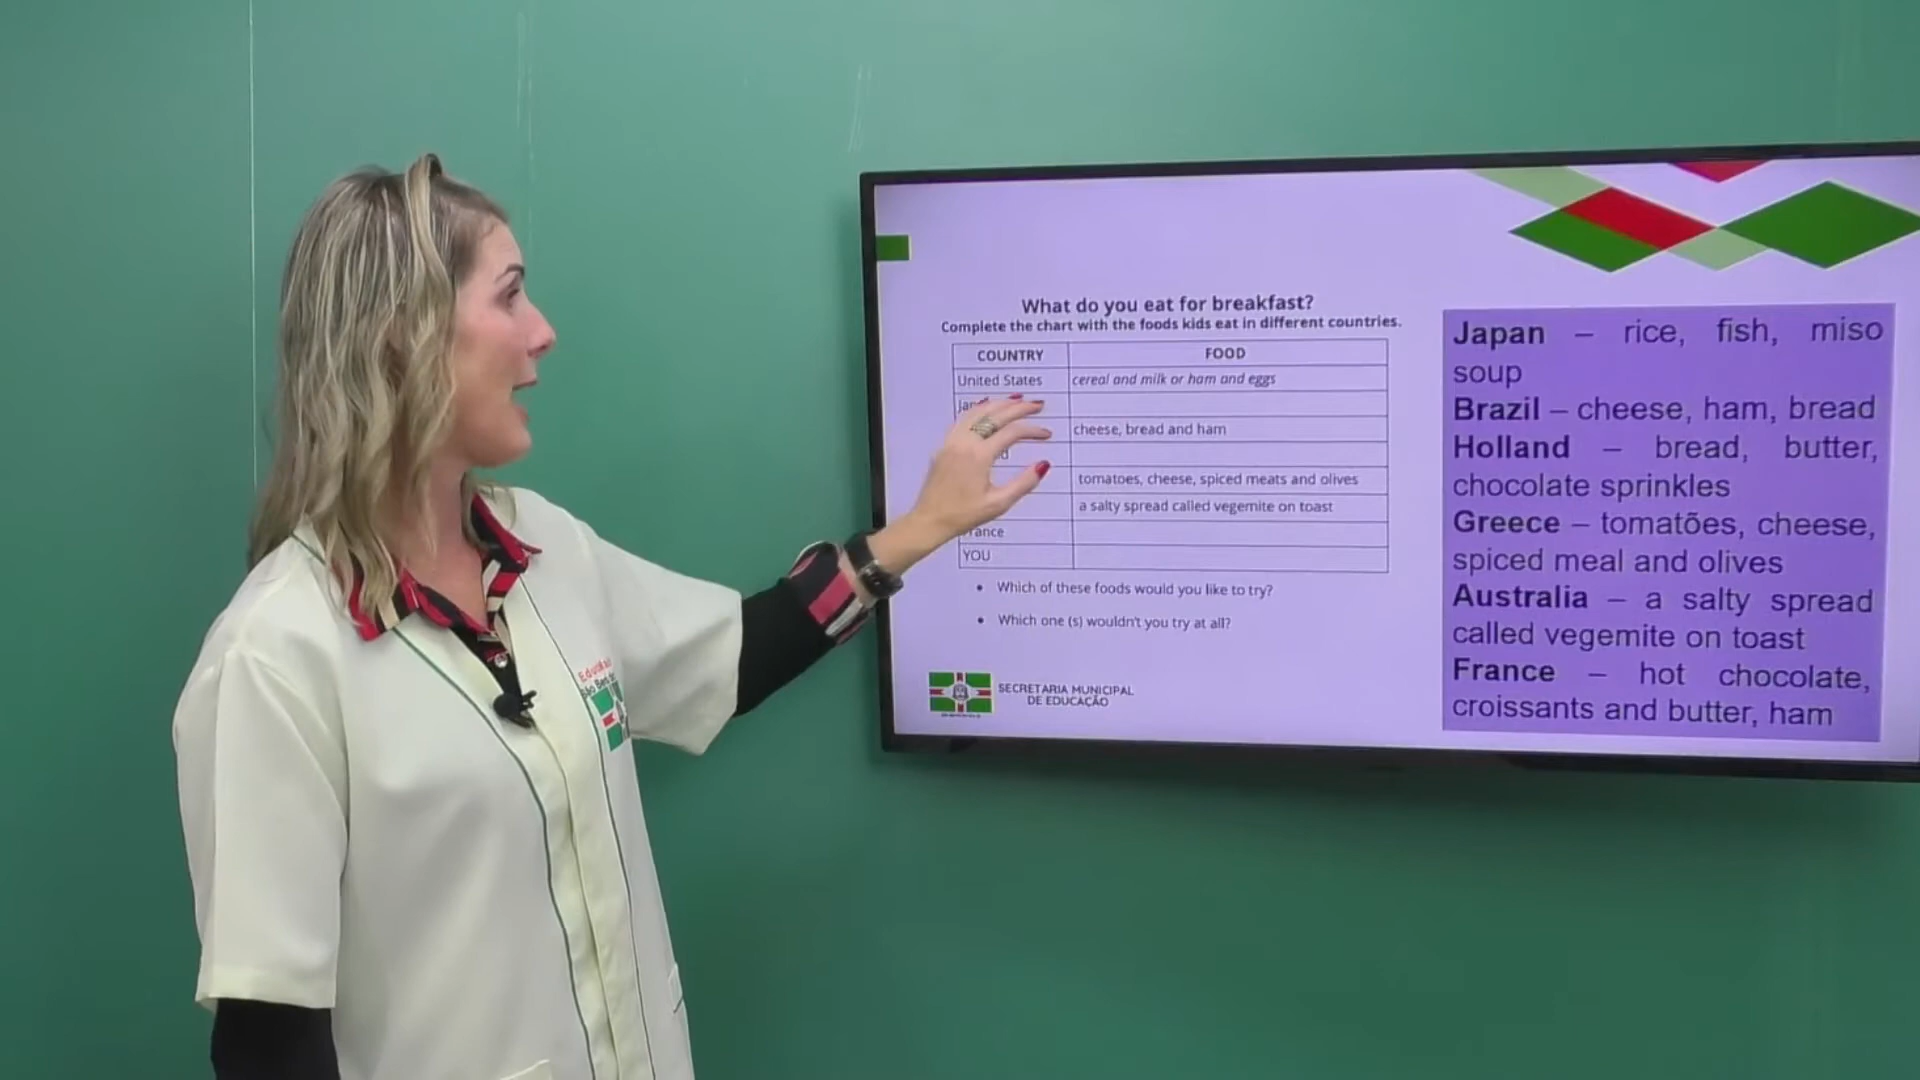 What do you eat for breakfast?
Complete the chart with the foods kids eat in different countries.
COUNTRY FOOD
United States cereal and milk or ham and eggs
cheese, bread and ham
tomatoes, cheese, spiced meats and olives
a salty spread called vegemite on toast
France
YOU
• Which of these foods would you like to try?
• Which one (s) wouldn't you try at all?
SECRETARIA MUNICIPAL
DE EDUCAÇÃO
Japan – rice, fish, miso
soup
Brazil – cheese, ham, bread
Holland – bread, butter,
chocolate sprinkles
Greece – tomatões, cheese,
spiced meal and olives
Australia – a salty spread
called vegemite on toast
France – hot chocolate,
croissants and butter, ham